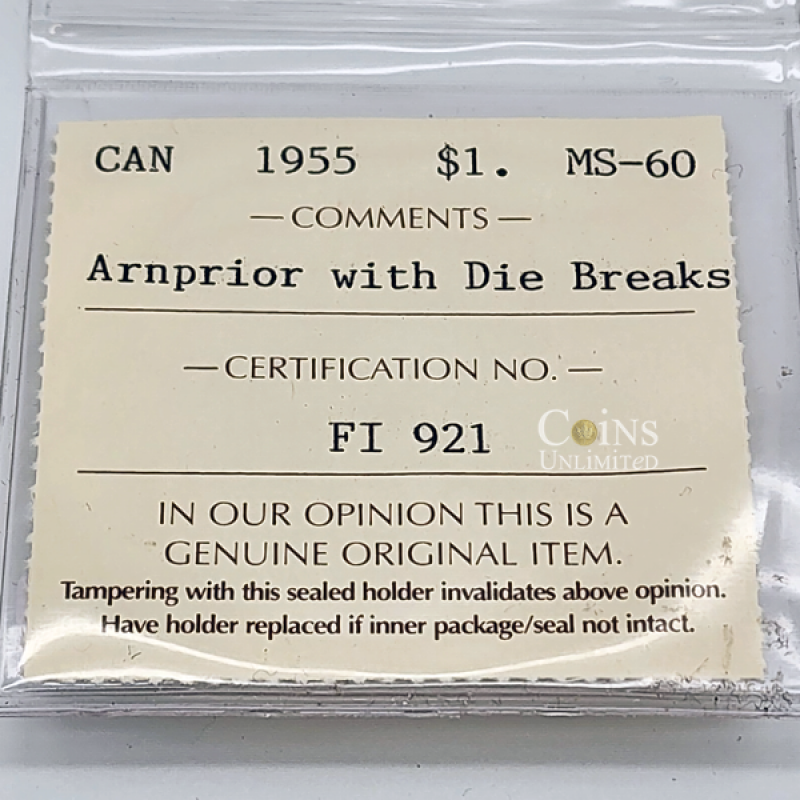 CAN 1955 $1. MS-60
— COMMENTS —
Arnprior with Die Breaks
— CERTIFICATION NO. —
FI 921
COiNS
UNLiMiTED
IN OUR OPINION THIS IS A
GENUINE ORIGINAL ITEM.
Tampering with this sealed holder invalidates above opinion.
Have holder replaced if inner package/seal not intact.